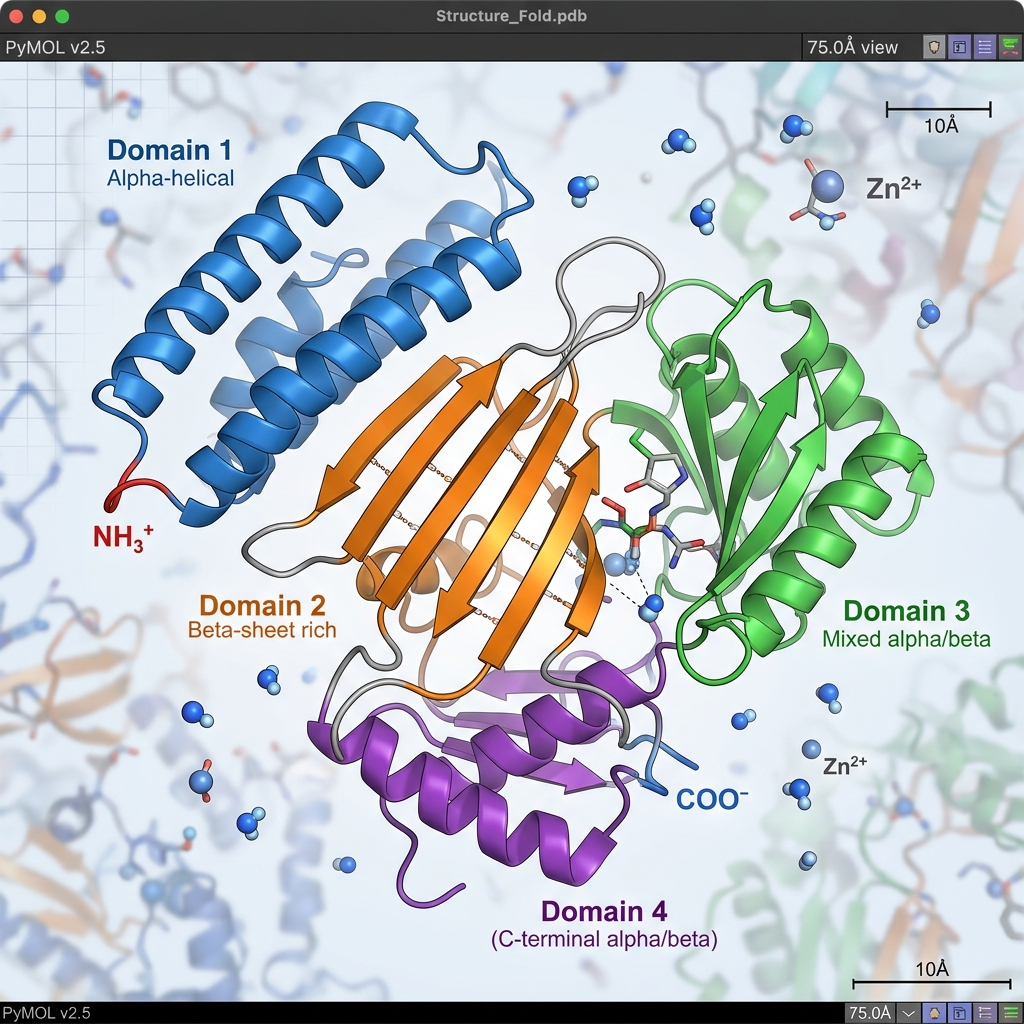 Structure_Fold.pdb
PyMOL v2.5
75.0Å view
10Å
Domain 1
Alpha-helical
Zn²⁺
NH₃⁺
Domain 2
Beta-sheet rich
Domain 3
Mixed alpha/beta
Zn²⁺
COO⁻
Domain 4
(C-terminal alpha/beta)
10Å
PyMOL v2.5
75.0Å